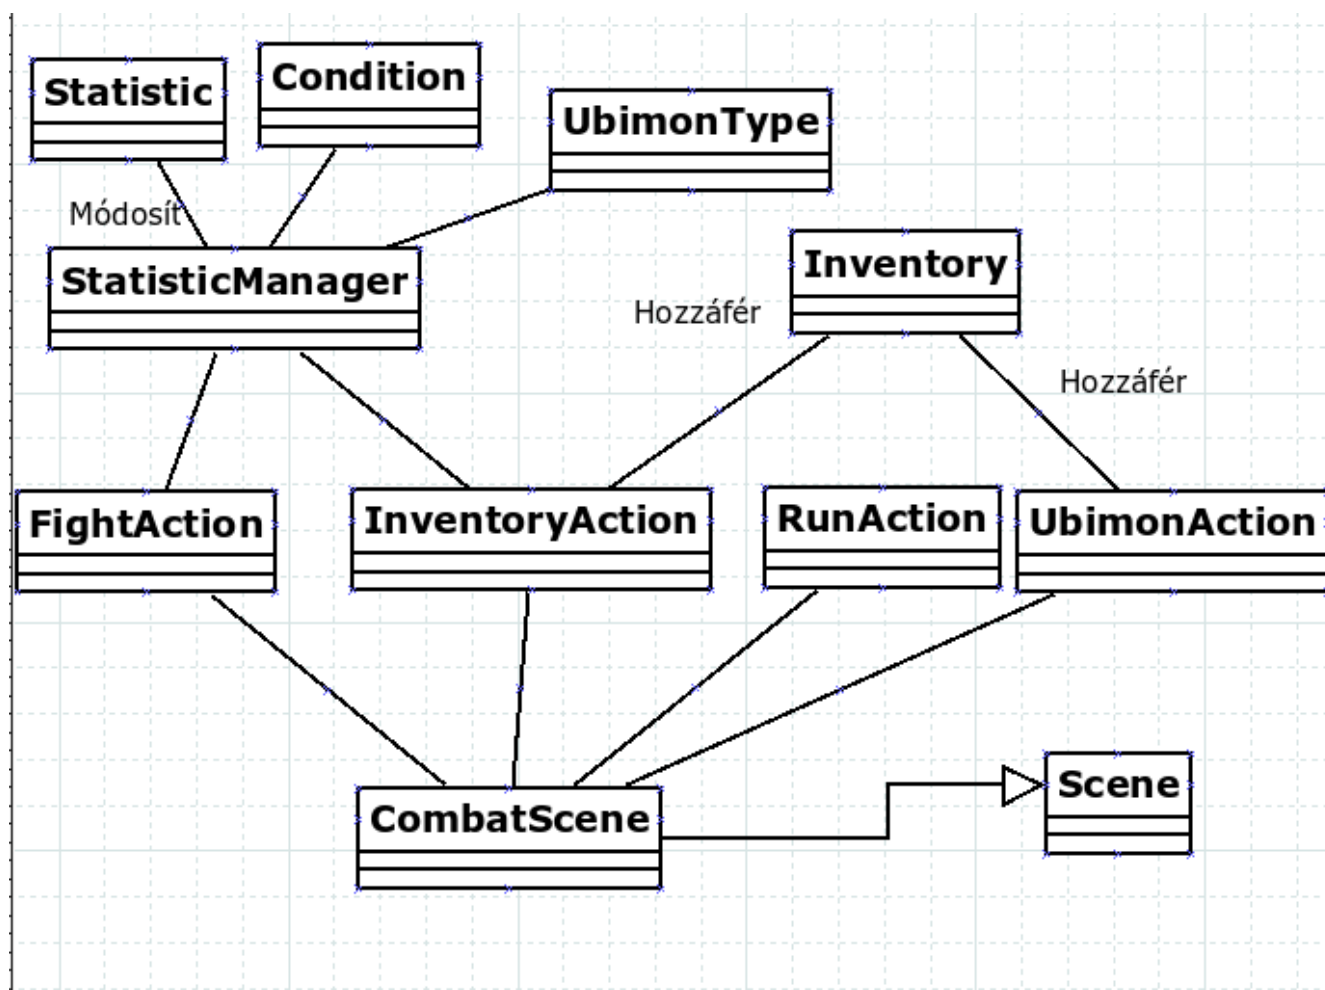 Statistic
Condition
UbimonType
Módosít
StatisticManager
Inventory
Hozzáfér
Hozzáfér
FightAction
InventoryAction
RunAction
UbimonAction
CombatScene
Scene